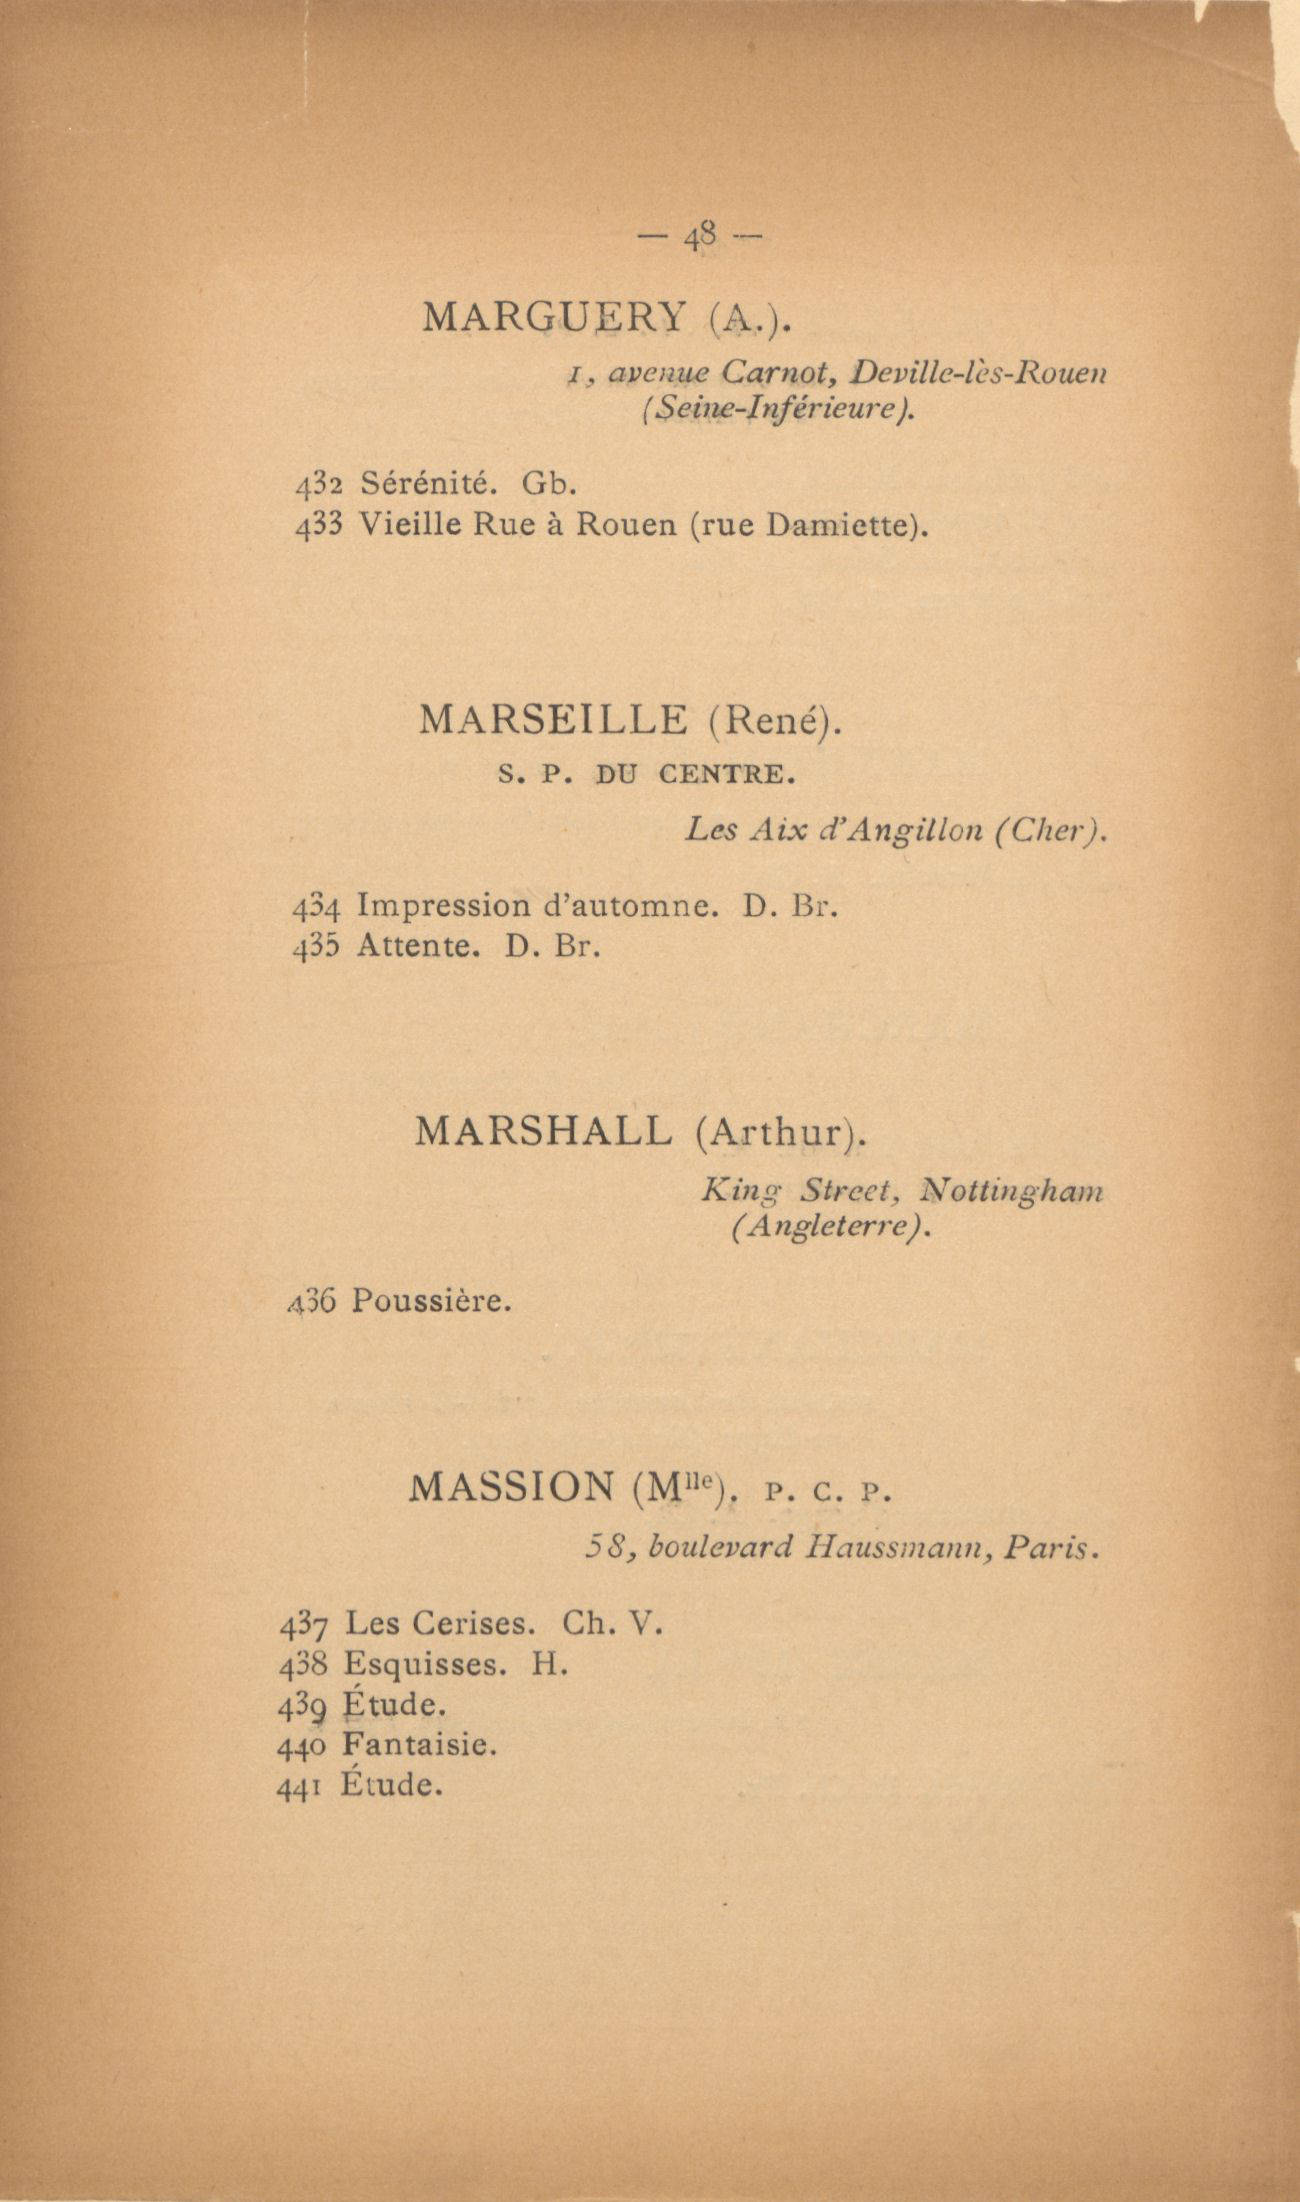 — 48 —
MARGUERY (A.).
1, avenue Carnot, Deville-lès-Rouen
(Seine-Inférieure).
432 Sérénité. Gb.
433 Vieille Rue à Rouen (rue Damiette).
MARSEILLE (René).
S. P. DU CENTRE.
Les Aix d'Angillon (Cher).
434 Impression d'automne. D. Br.
435 Attente. D. Br.
MARSHALL (Arthur).
King Street, Nottingham
(Angleterre).
436 Poussière.
MASSION (Mlle). P. C. P.
58, boulevard Haussmann, Paris.
437 Les Cerises. Ch. V.
438 Esquisses. H.
439 Étude.
440 Fantaisie.
441 Étude.